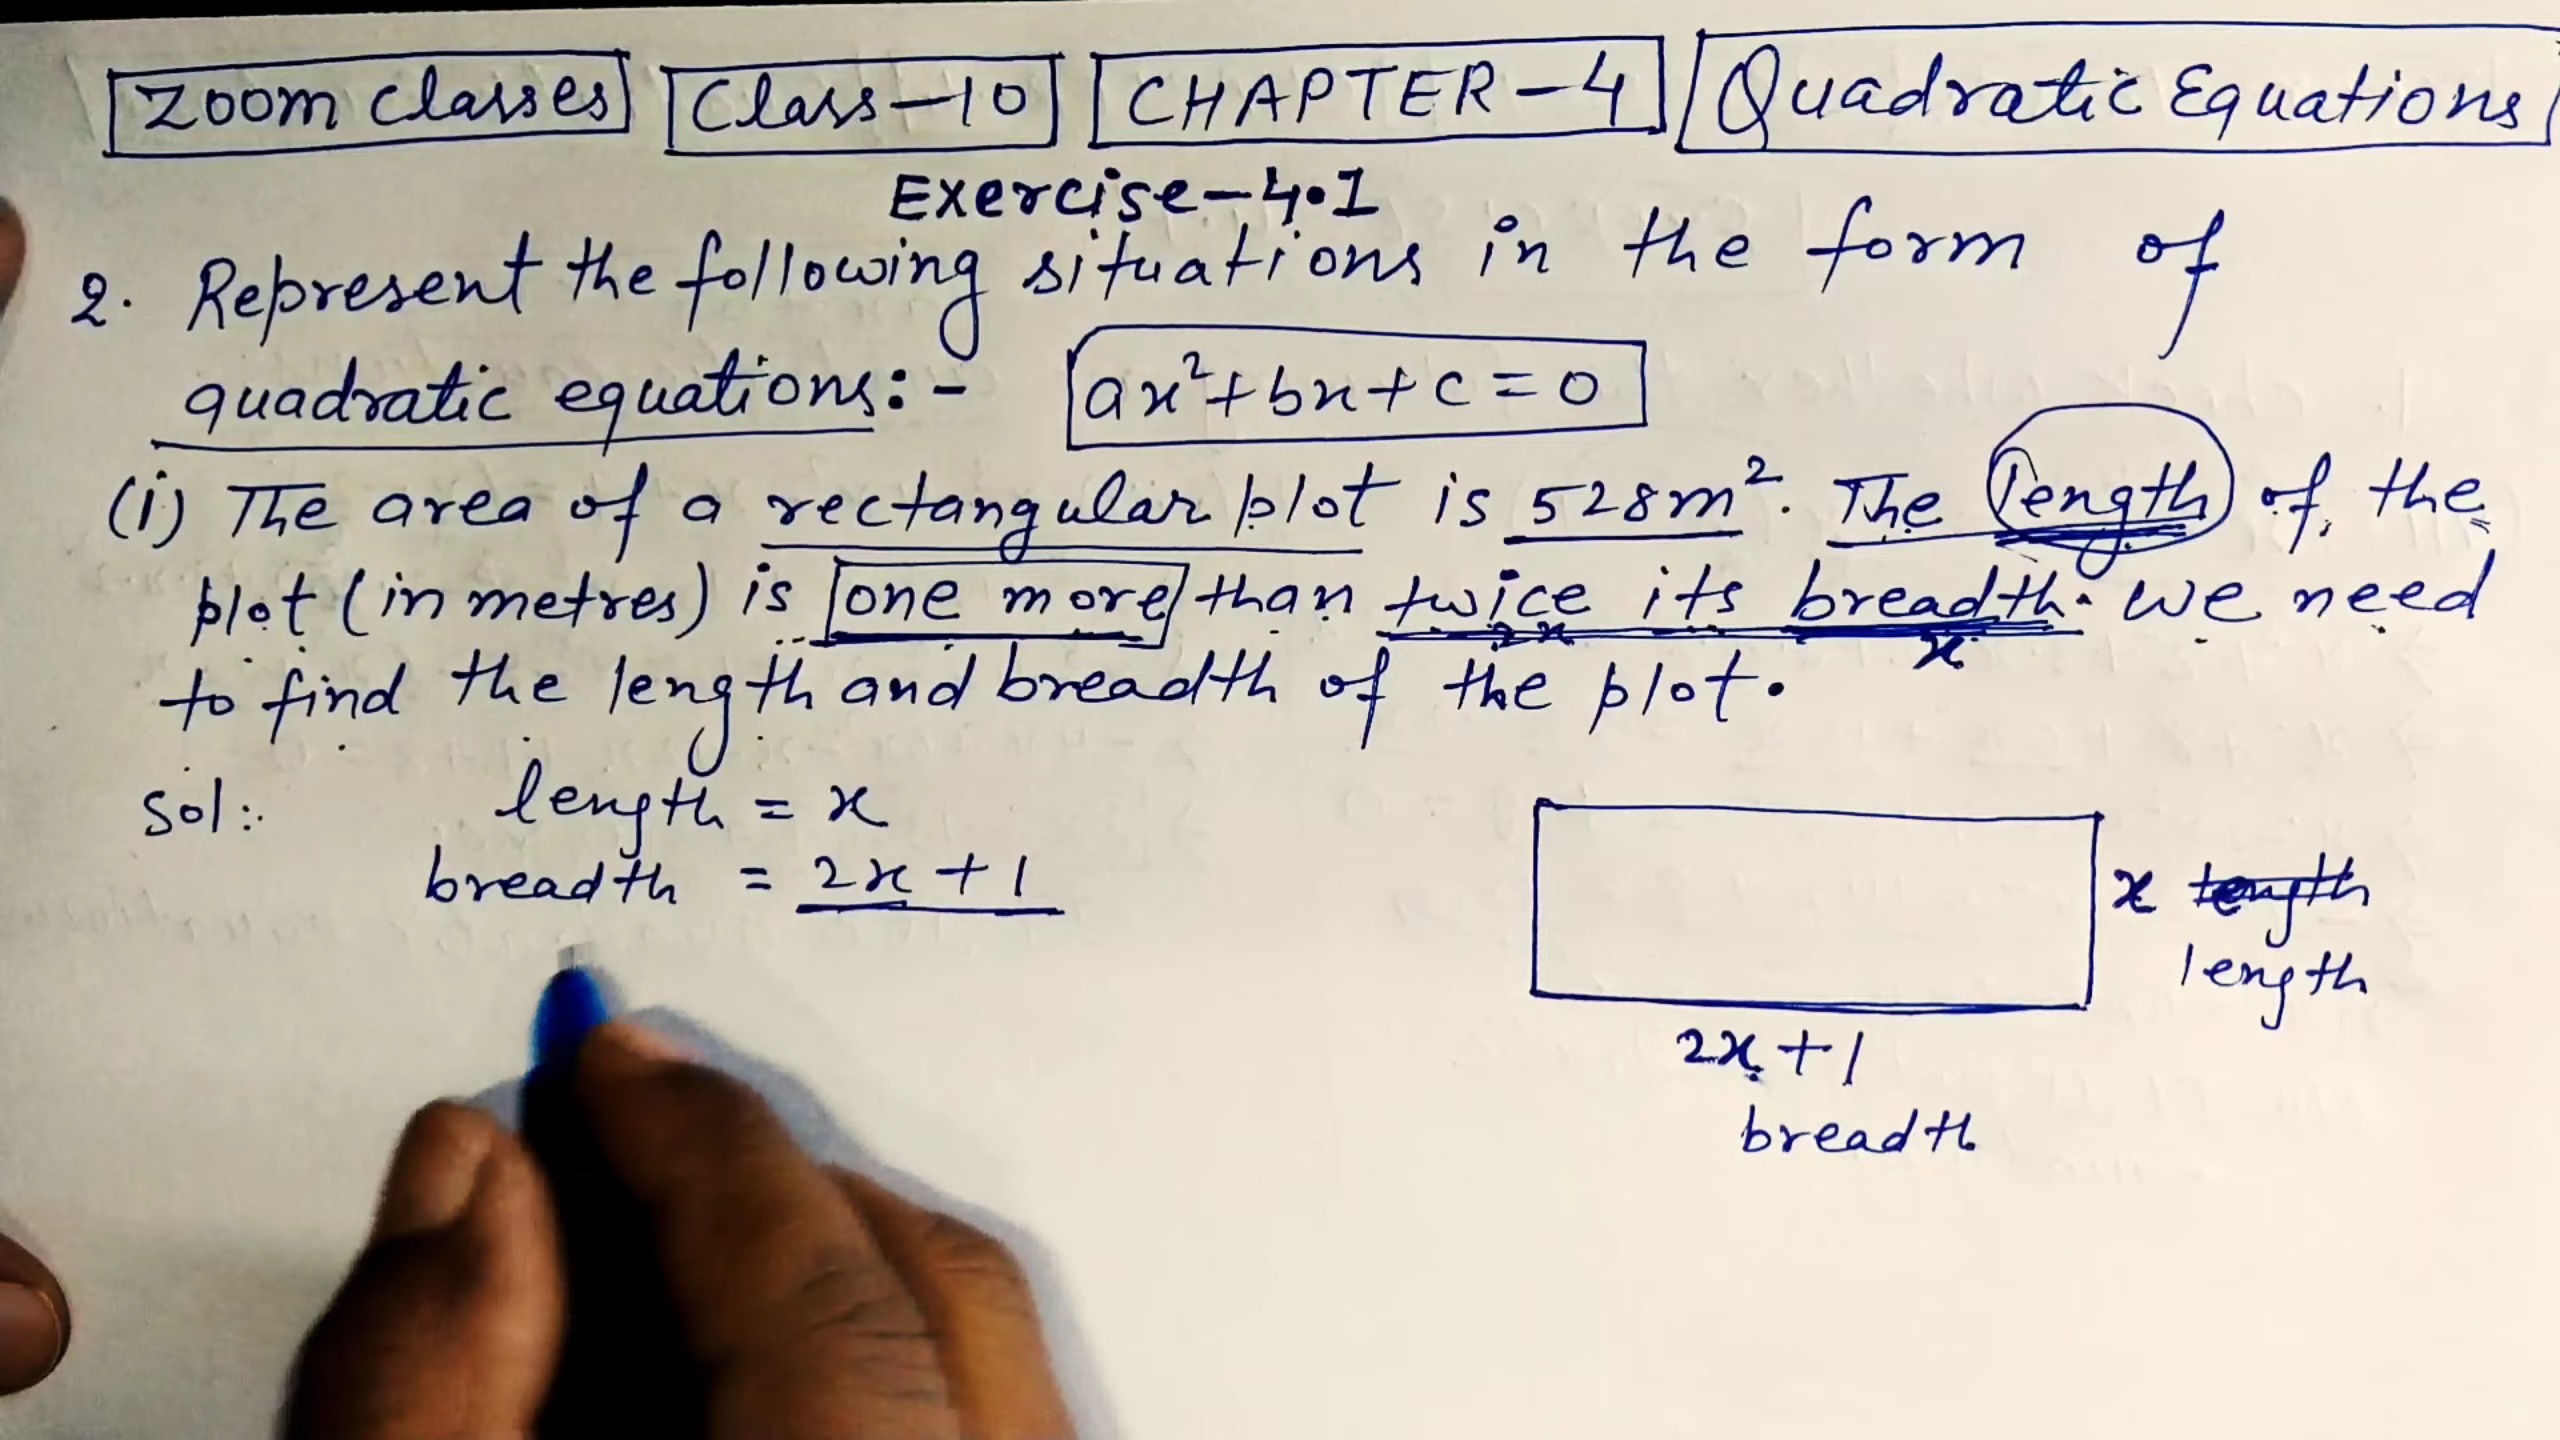 Zoom classes Class-10 CHAPTER-4 Quadratic Equations
Exercise-4.1
2. Represent the following situations in the form of
quadratic equations:- ax²+bx+c=0
(i) The area of a rectangular plot is 528m². The length of the
plot (in metres) is one more than twice its breadth. We need
2x x
to find the length and breadth of the plot.
Sol: length = x
breadth = 2x+1
x length
length
2x+1
breadth